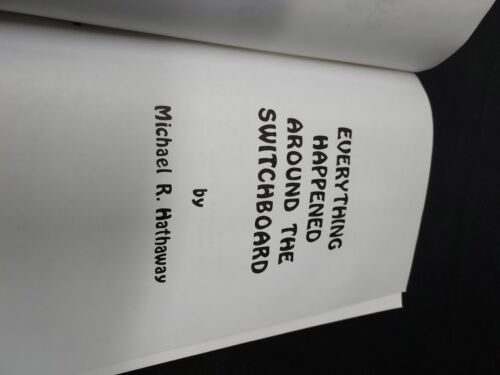 EVERYTHING
HAPPENED
AROUND THE
SWITCHBOARD
by
Michael R. Hathaway